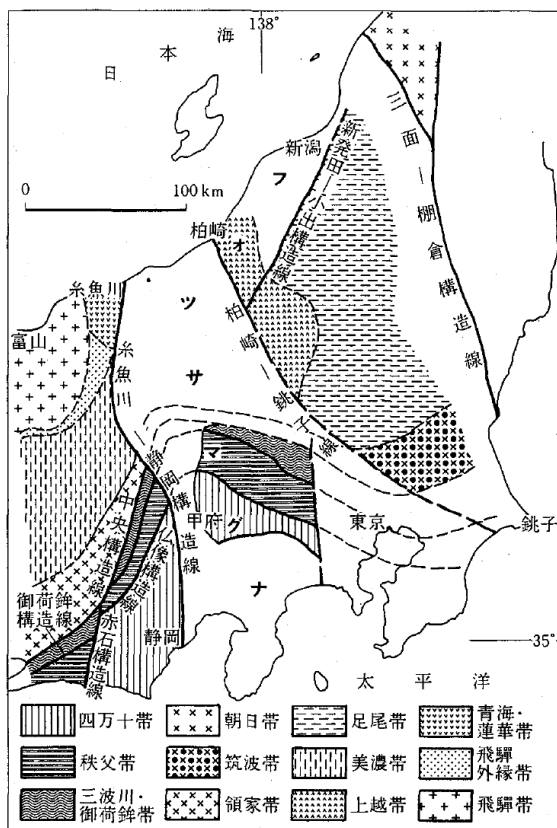 138°
日本海
三面—棚倉構造線
新潟
新発田—小出構造線
フ
0 100 km
柏崎
オ
糸魚川
ツ
柏崎—銚子線
富山
サ
糸魚川
静岡構造線
マ
中央構造線
甲府
グ
東京
銚子
仏像構造線
御荷鉾
構造線
ナ
赤石構造線
静岡
35°
太平洋
四万十帯
朝日帯
足尾帯
青海・
蓮華帯
秩父帯
筑波帯
美濃帯
飛驒
外縁帯
三波川・
御荷鉾帯
領家帯
上越帯
飛驒帯